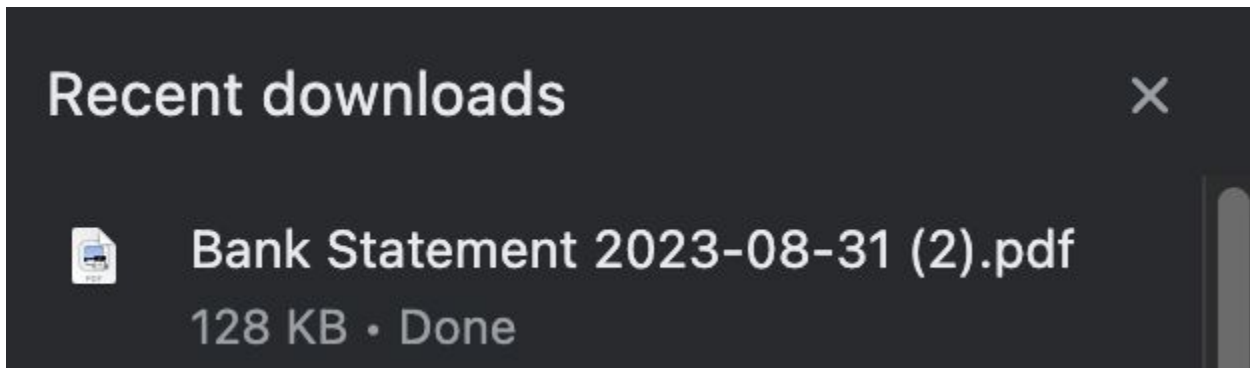 Recent downloads
Bank Statement 2023-08-31 (2).pdf
128 KB • Done